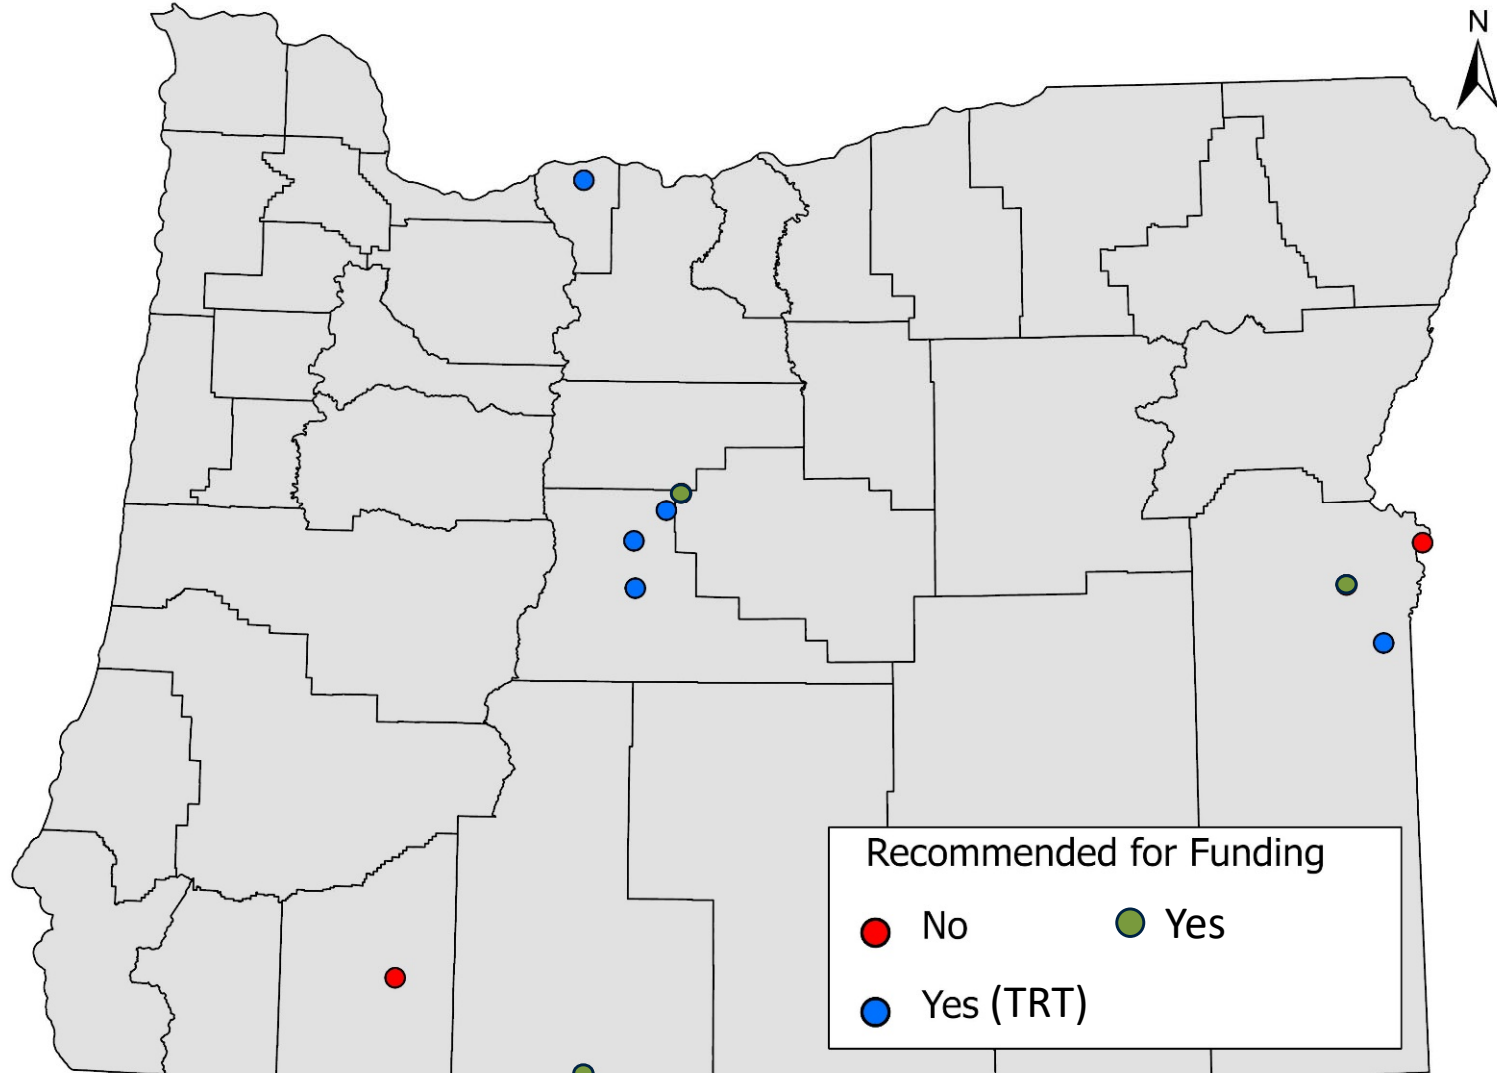 N
Recommended for Funding
No
Yes
Yes (TRT)